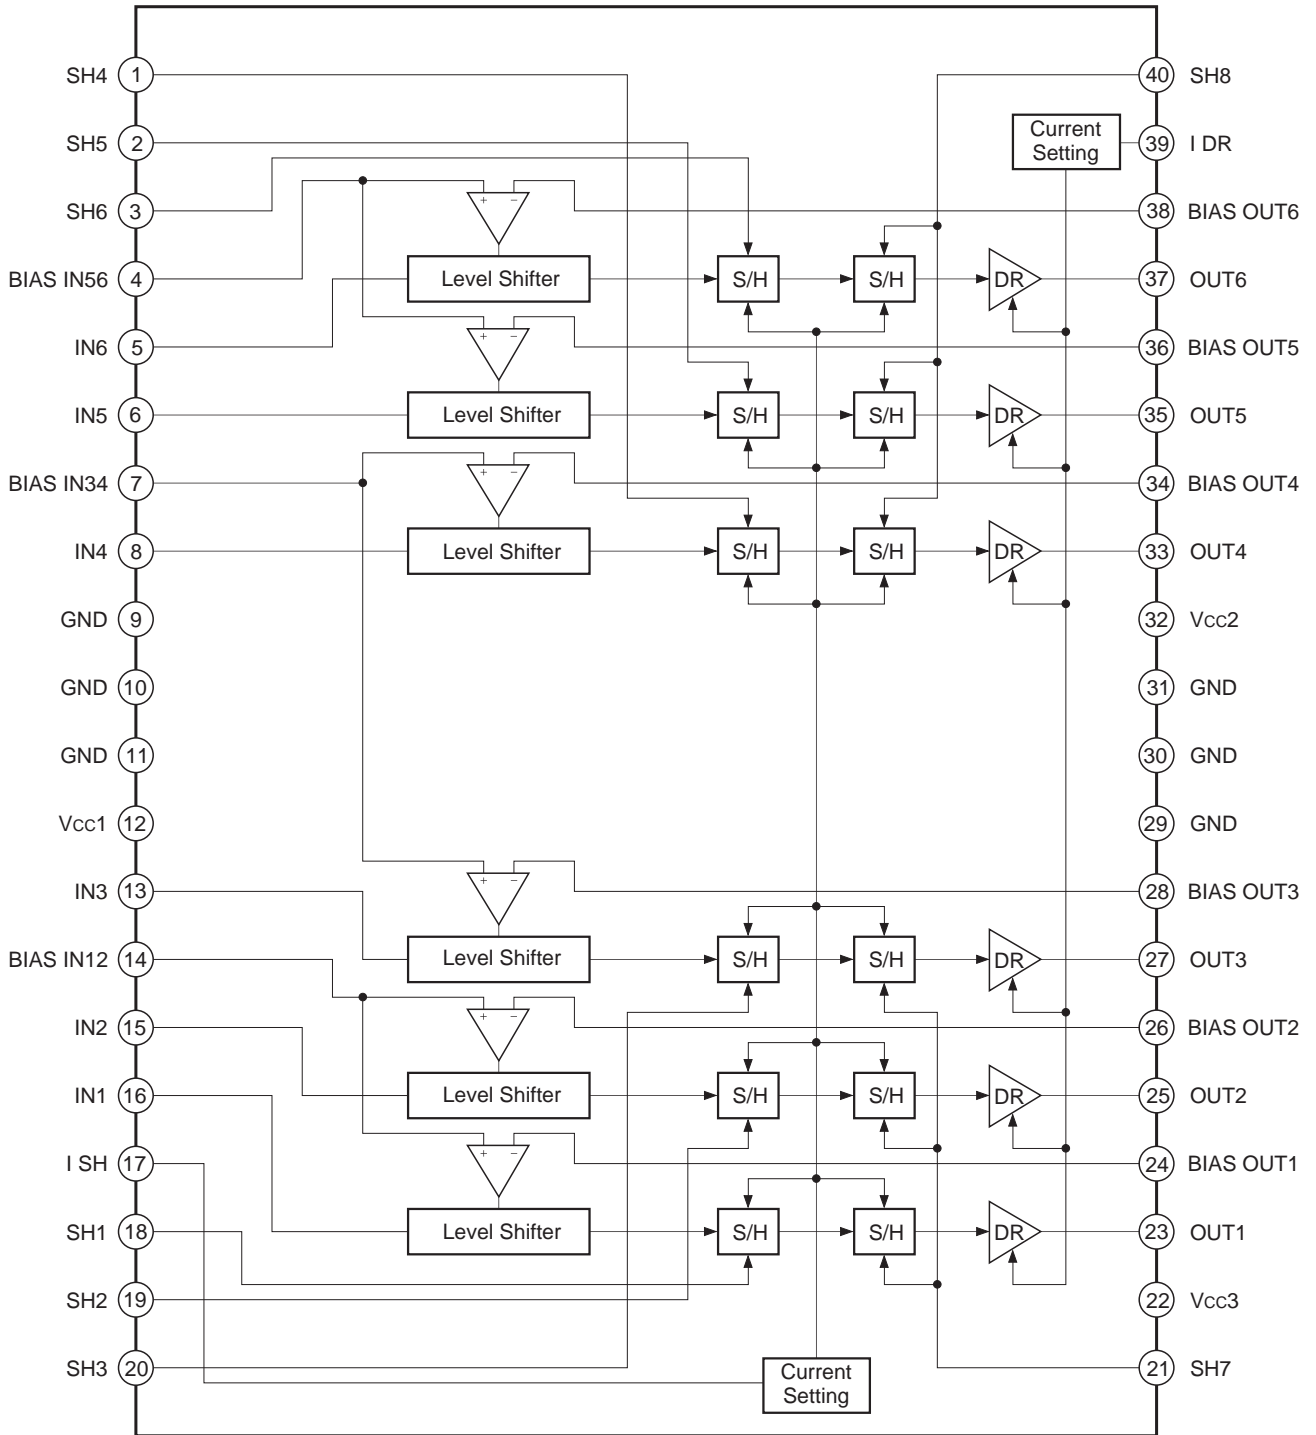 SH4 1
40 SH8
Current
Setting
SH5 2
39 I DR
SH6 3
+ −
38 BIAS OUT6
BIAS IN56 4
Level Shifter
S/H
S/H
DR
37 OUT6
IN6 5
+ −
36 BIAS OUT5
IN5 6
Level Shifter
S/H
S/H
DR
35 OUT5
BIAS IN34 7
+ −
34 BIAS OUT4
IN4 8
Level Shifter
S/H
S/H
DR
33 OUT4
GND 9
32 Vcc2
GND 10
31 GND
GND 11
30 GND
Vcc1 12
29 GND
IN3 13
+ −
28 BIAS OUT3
BIAS IN12 14
Level Shifter
S/H
S/H
DR
27 OUT3
IN2 15
+ −
26 BIAS OUT2
IN1 16
Level Shifter
S/H
S/H
DR
25 OUT2
I SH 17
+ −
24 BIAS OUT1
SH1 18
Level Shifter
S/H
S/H
DR
23 OUT1
SH2 19
22 Vcc3
SH3 20
Current
Setting
21 SH7